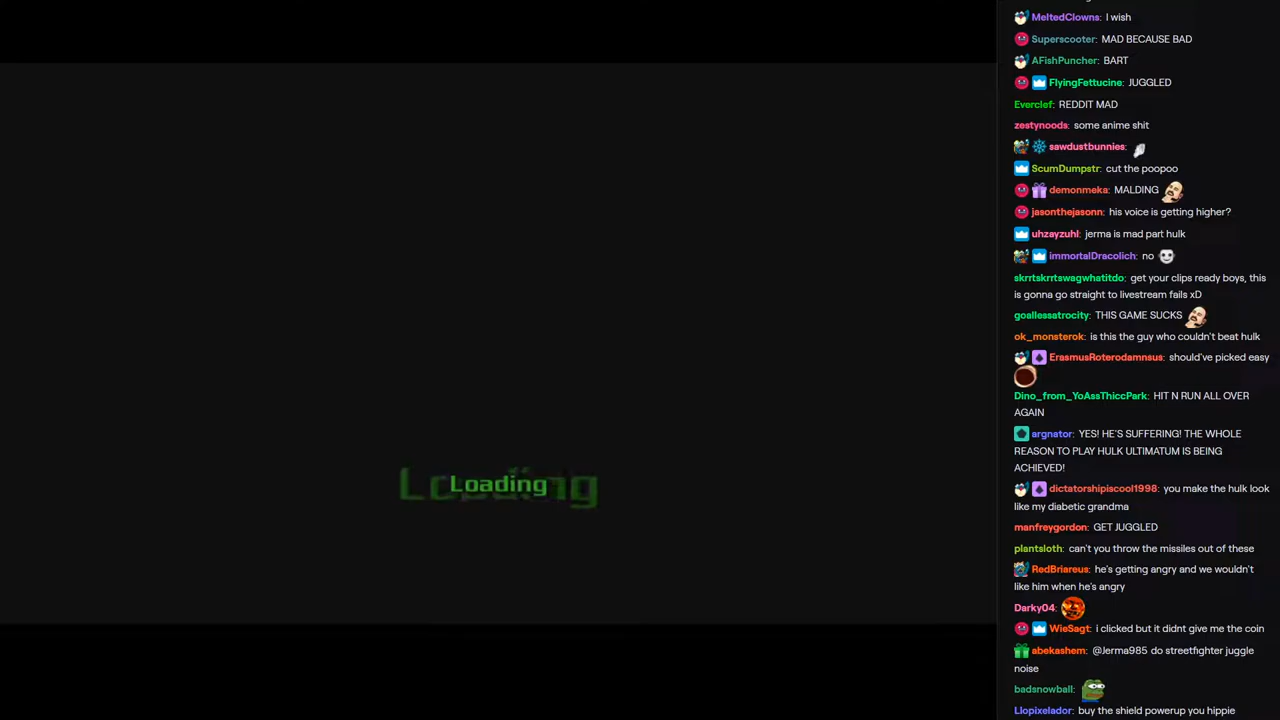 Loading
MeltedClowns: I wish
Superscooter: MAD BECAUSE BAD
AFishPuncher: BART
FlyingFettucine: JUGGLED
Everclef: REDDIT MAD
zestynoods: some anime shit
sawdustbunnies:
ScumDumpstr: cut the poopoo
demonmeka: MALDING
jasonthejasonn: his voice is getting higher?
uhzayzuhl: jerma is mad part hulk
immortalDracolich: no
skrrtskrrtswagwhatitdo: get your clips ready boys, this
is gonna go straight to livestream fails xD
goallessatrocity: THIS GAME SUCKS
ok_monsterok: is this the guy who couldn't beat hulk
ErasmusRoterodamnsus: should've picked easy
Dino_from_YoAssThiccPark: HIT N RUN ALL OVER
AGAIN
argnator: YES! HE'S SUFFERING! THE WHOLE
REASON TO PLAY HULK ULTIMATUM IS BEING
ACHIEVED!
dictatorshipiscool1998: you make the hulk look
like my diabetic grandma
manfreygordon: GET JUGGLED
plantsloth: can't you throw the missiles out of these
RedBriareus: he's getting angry and we wouldn't
like him when he's angry
Darky04:
WieSagt: i clicked but it didnt give me the coin
abekashem: @Jerma985 do streetfighter juggle
noise
badsnowball:
Llopixelador: buy the shield powerup you hippie